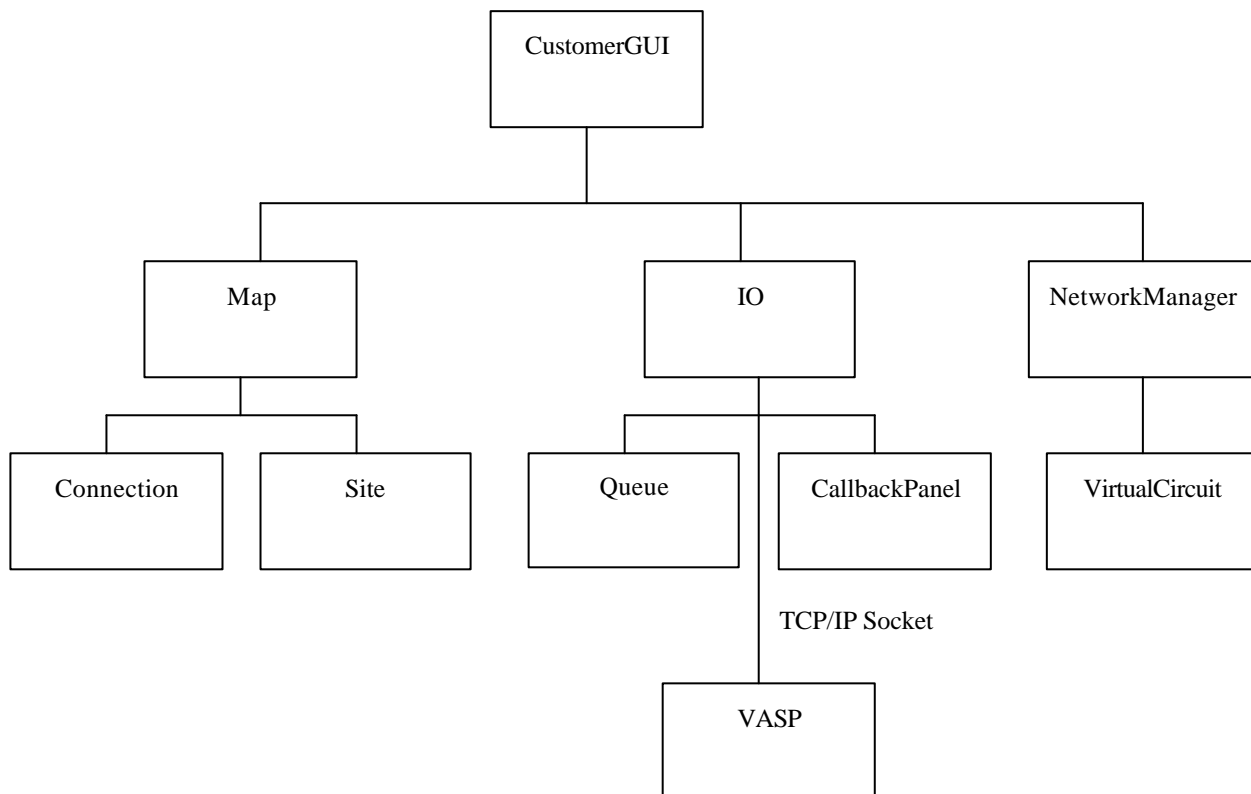 CustomerGUI
Map
IO
NetworkManager
Connection
Site
Queue
CallbackPanel
VirtualCircuit
TCP/IP Socket
VASP